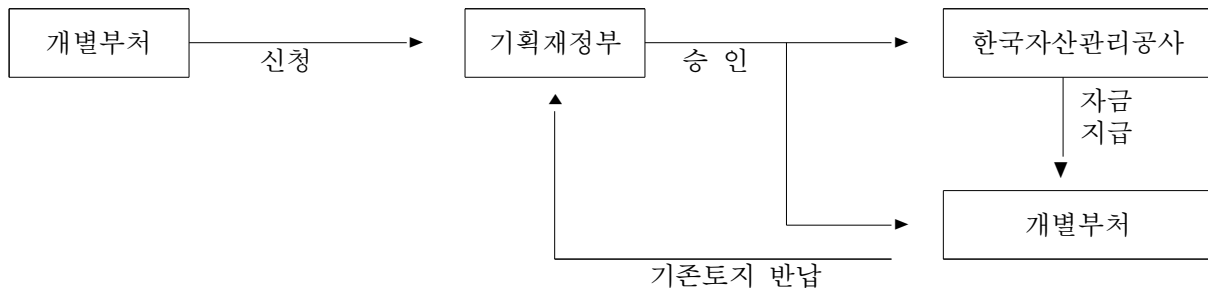 개별부처
신청
기획재정부
승 인
한국자산관리공사
자금
지급
개별부처
기존토지 반납